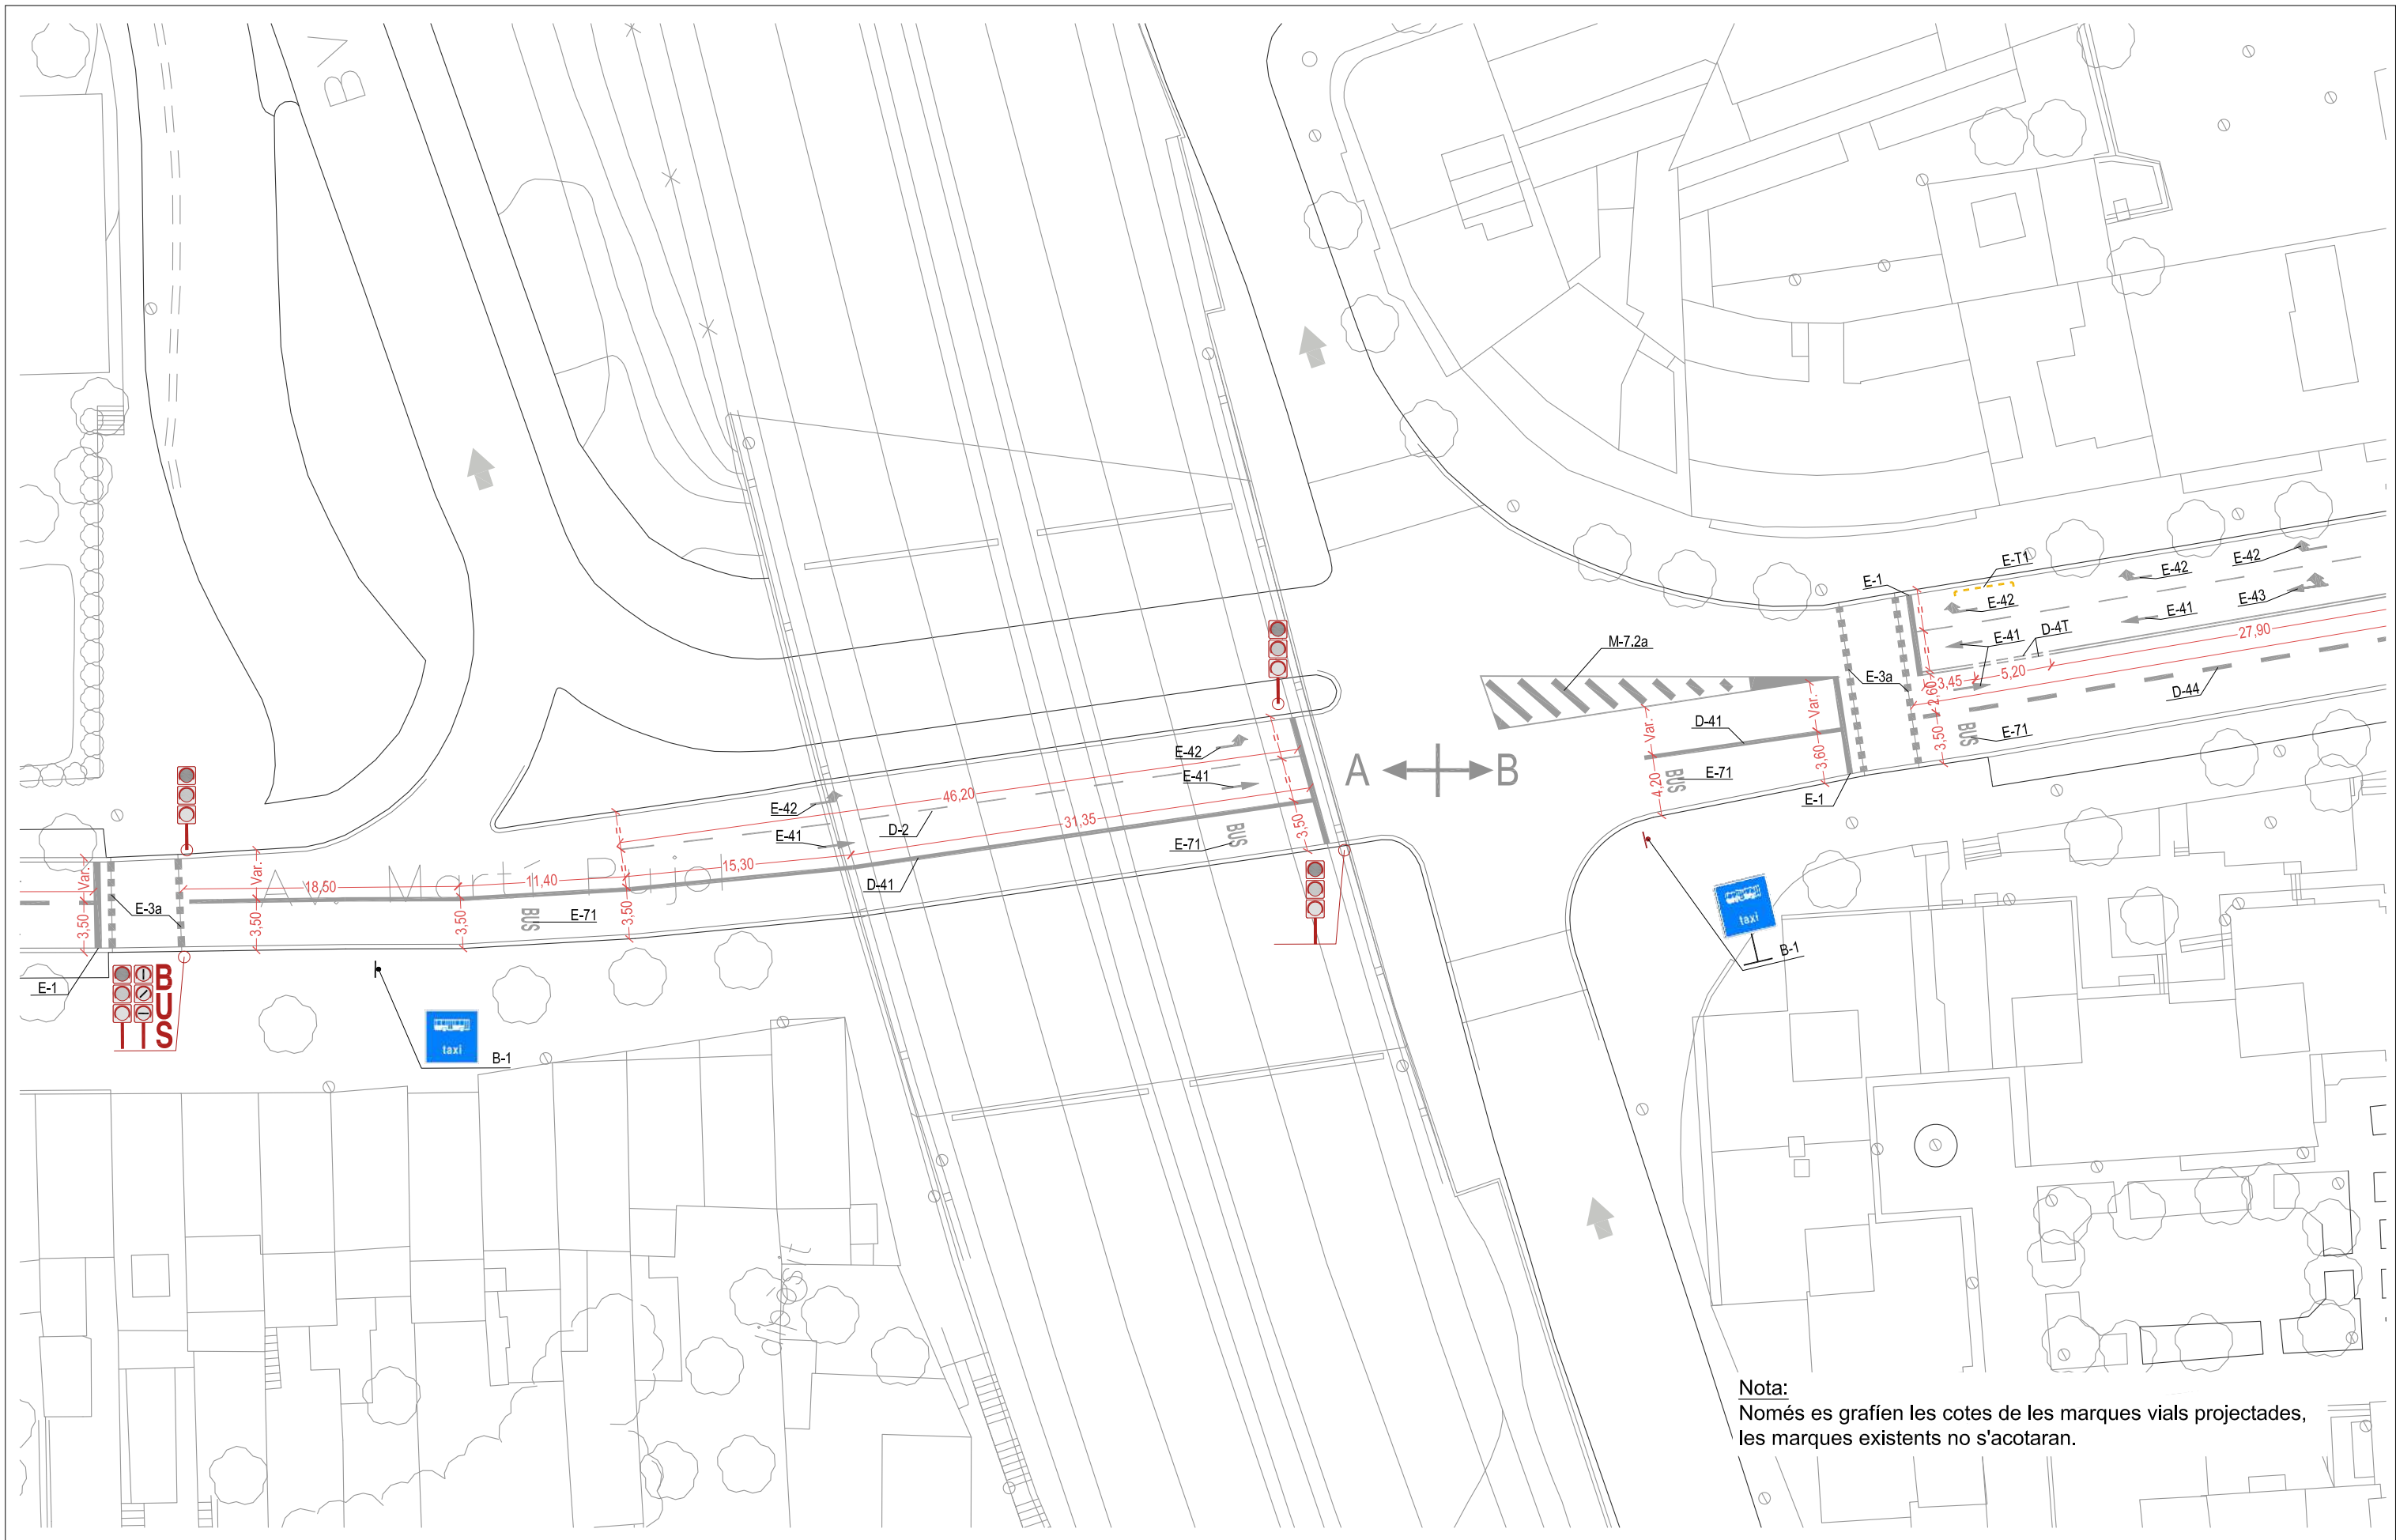 B V
E-T1
E-1
E-42
E-42
E-42
E-43
E-41
E-41
D-4T
27,90
M-7.2a
E-3a
3,45
5,20
2,60
D-44
Var.
Var.
D-41
E-71
BUS
3,50
E-42
E-41
A
B
E-71
BUS
3,60
4,20
E-1
46,20
E-42
D-2
E-41
31,35
3,50
BUS
E-71
15,30
D-41
Av. Martí Pujol
Var.
Var.
18,50
11,40
E-3a
3,50
3,50
3,50
3,50
BUS
E-71
E-1
BUS
taxi
B-1
taxi
B-1
Nota:
Només es grafíen les cotes de les marques vials projectades,
les marques existents no s'acotaran.